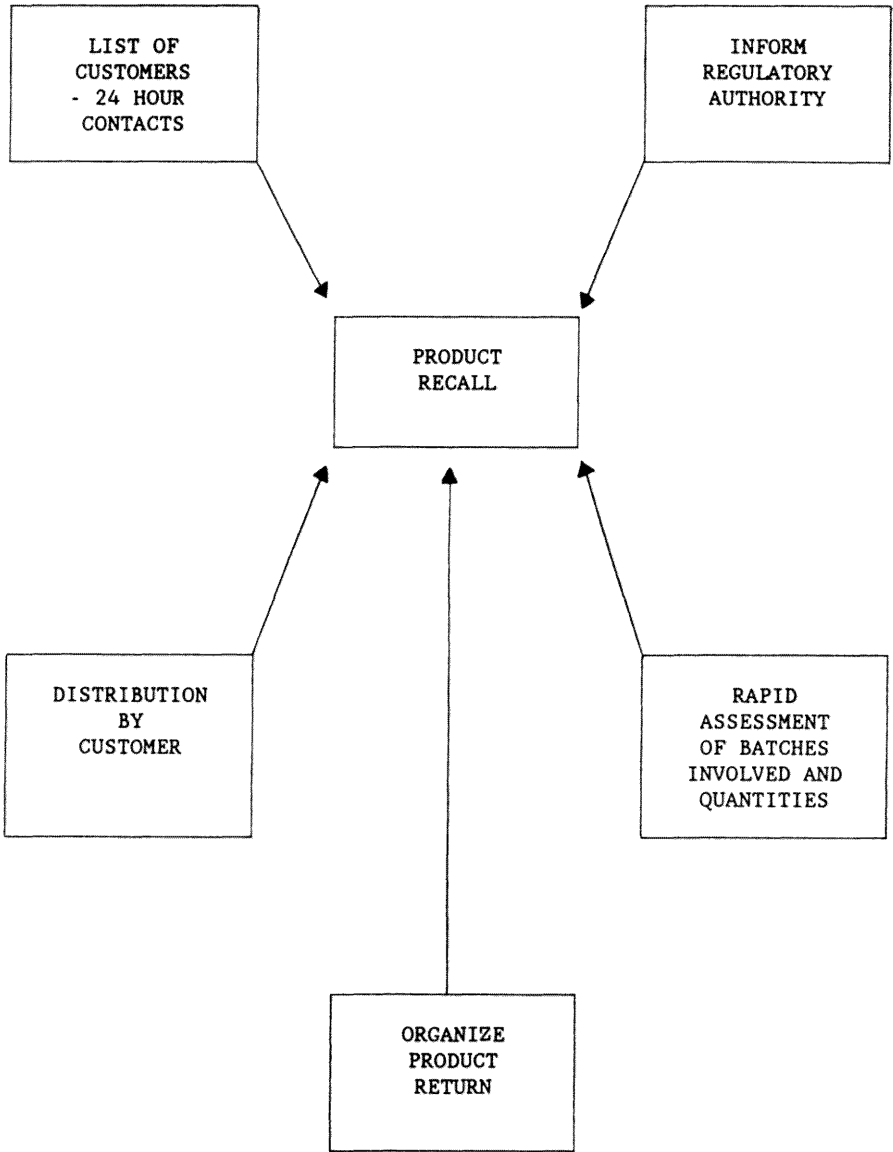 LIST OF
CUSTOMERS
- 24 HOUR
CONTACTS
INFORM
REGULATORY
AUTHORITY
PRODUCT
RECALL
DISTRIBUTION
BY
CUSTOMER
RAPID
ASSESSMENT
OF BATCHES
INVOLVED AND
QUANTITIES
ORGANIZE
PRODUCT
RETURN